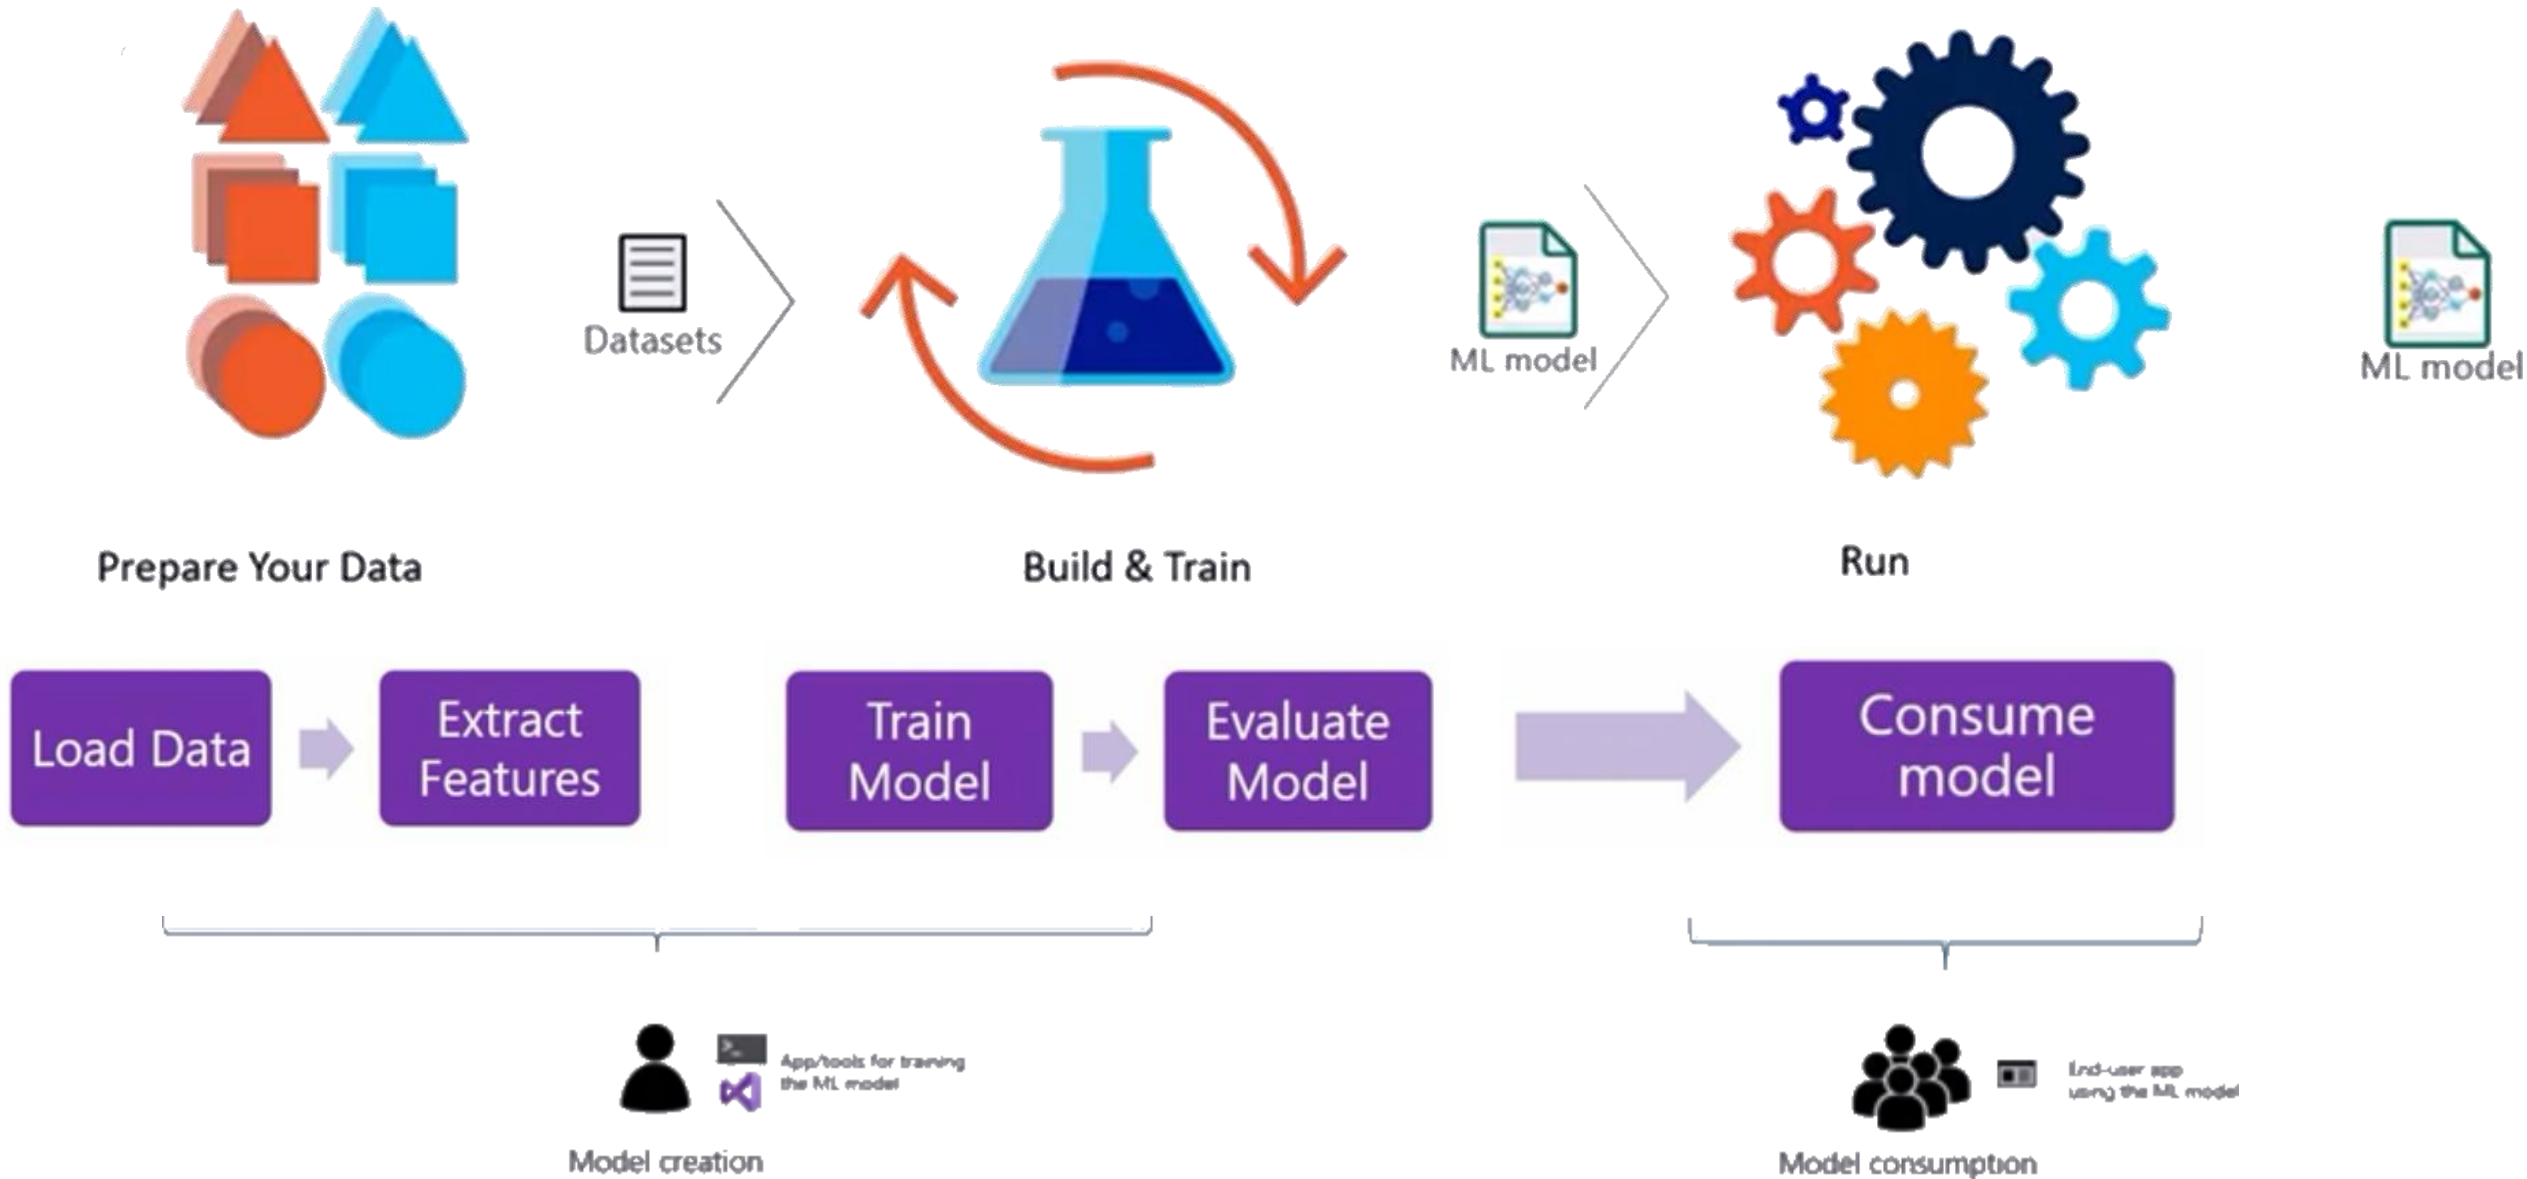 Datasets
ML model
ML model
Prepare Your Data
Build & Train
Run
Load Data
Extract
Features
Train
Model
Evaluate
Model
Consume
model
>_
App/tools for training
the ML model
End-user app
using the ML model
Model creation
Model consumption